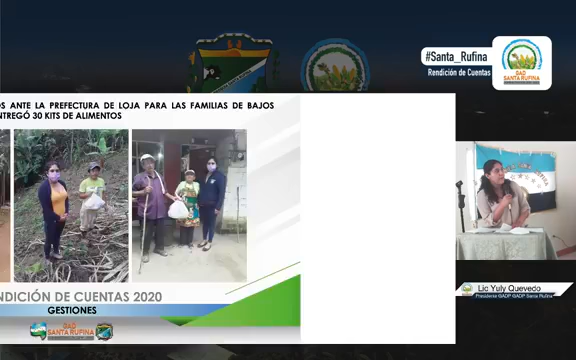 #Santa_Rufina
Rendición de Cuentas
GAD
SANTA RUFINA
OS ANTE LA PREFECTURA DE LOJA PARA LAS FAMILIAS DE BAJOS
NTREGÓ 30 KITS DE ALIMENTOS
NDICIÓN DE CUENTAS 2020
GESTIONES
GAD
SANTA RUFINA
Lic Yuly Quevedo
Presidente GADP GADP Santa Rufina